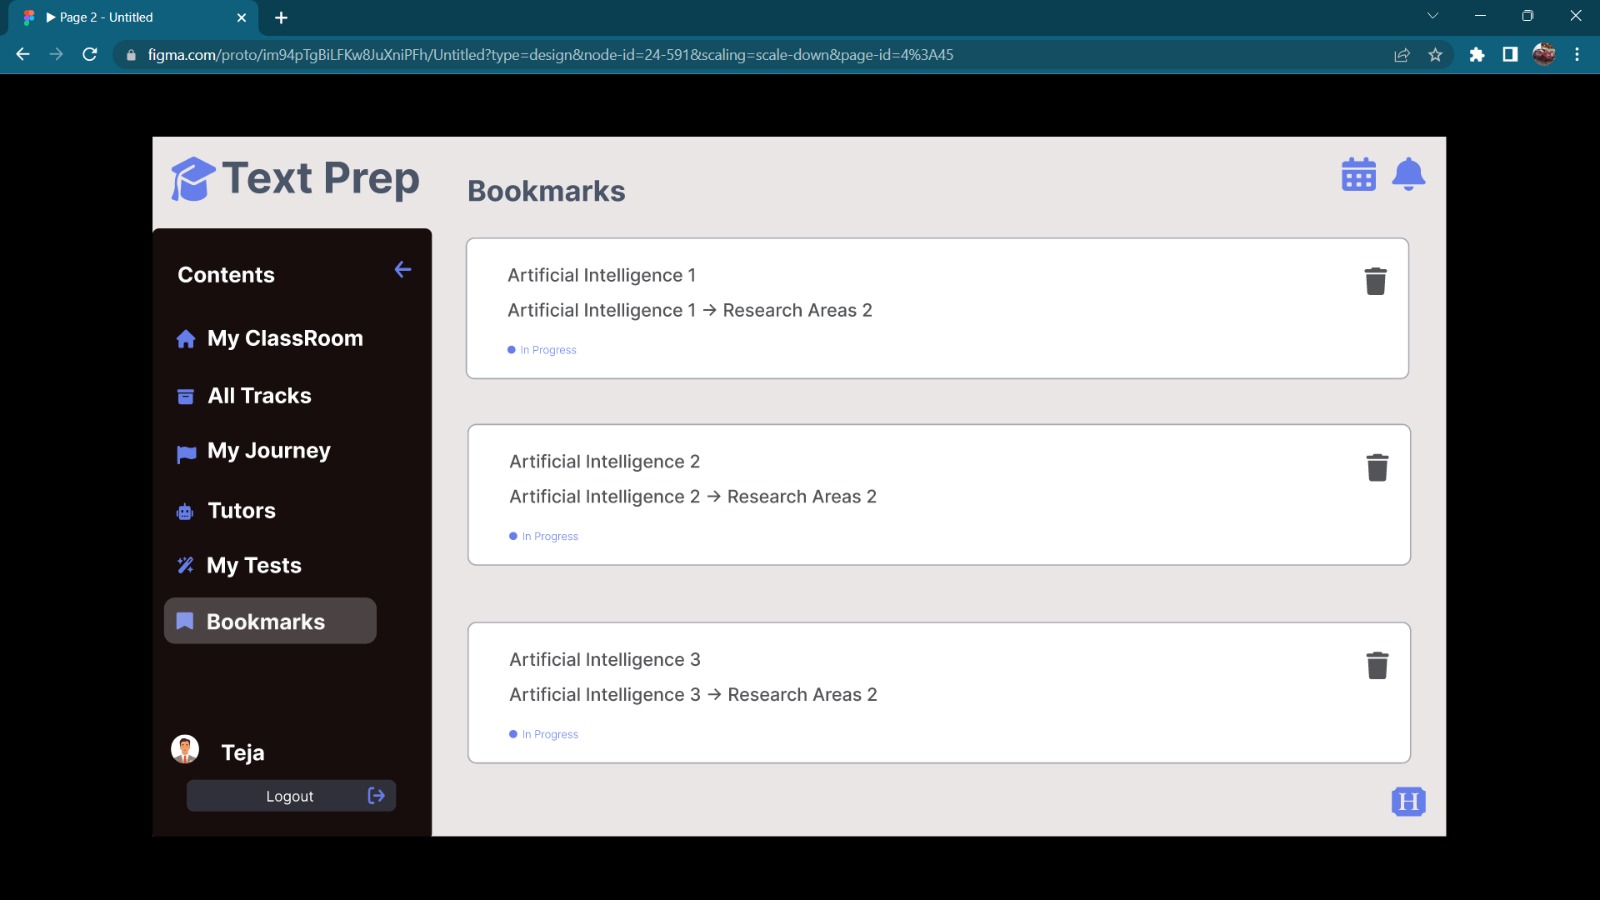 Page 2 - Untitled
figma.com/proto/im94pTgBiLFKw8JuXniPFh/Untitled?type=design&node-id=24-591&scaling=scale-down&page-id=4%3A45
Text Prep
Bookmarks
Contents
My ClassRoom
All Tracks
My Journey
Tutors
My Tests
Bookmarks
Teja
Logout
Artificial Intelligence 1
Artificial Intelligence 1 → Research Areas 2
In Progress
Artificial Intelligence 2
Artificial Intelligence 2 → Research Areas 2
In Progress
Artificial Intelligence 3
Artificial Intelligence 3 → Research Areas 2
In Progress
H